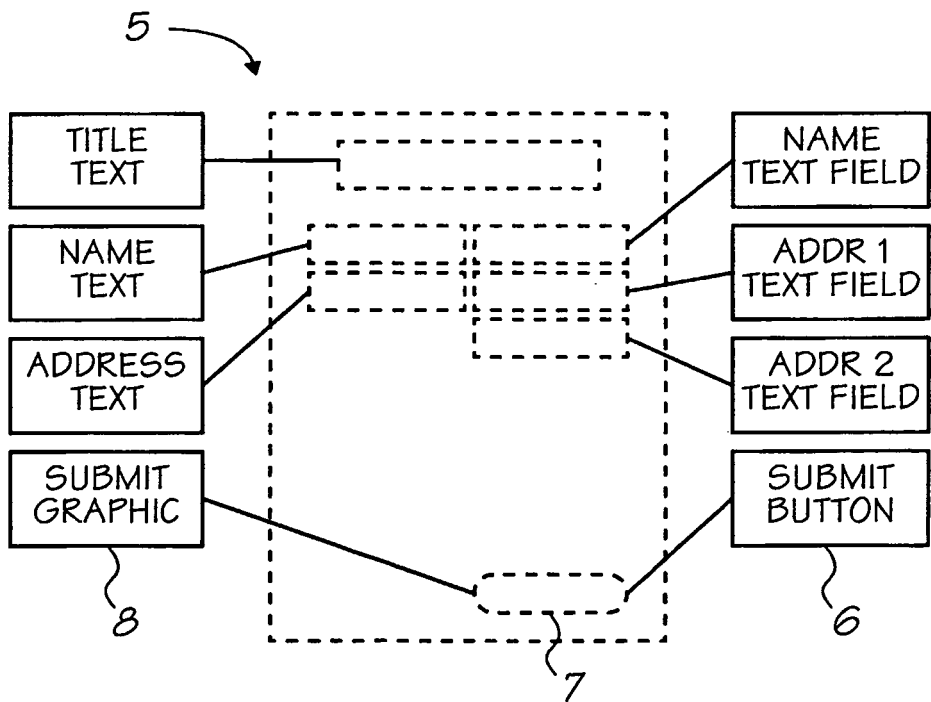 5
TITLE
TEXT
NAME
TEXT FIELD
NAME
TEXT
ADDR 1
TEXT FIELD
ADDRESS
TEXT
ADDR 2
TEXT FIELD
SUBMIT
GRAPHIC
SUBMIT
BUTTON
8
7
6